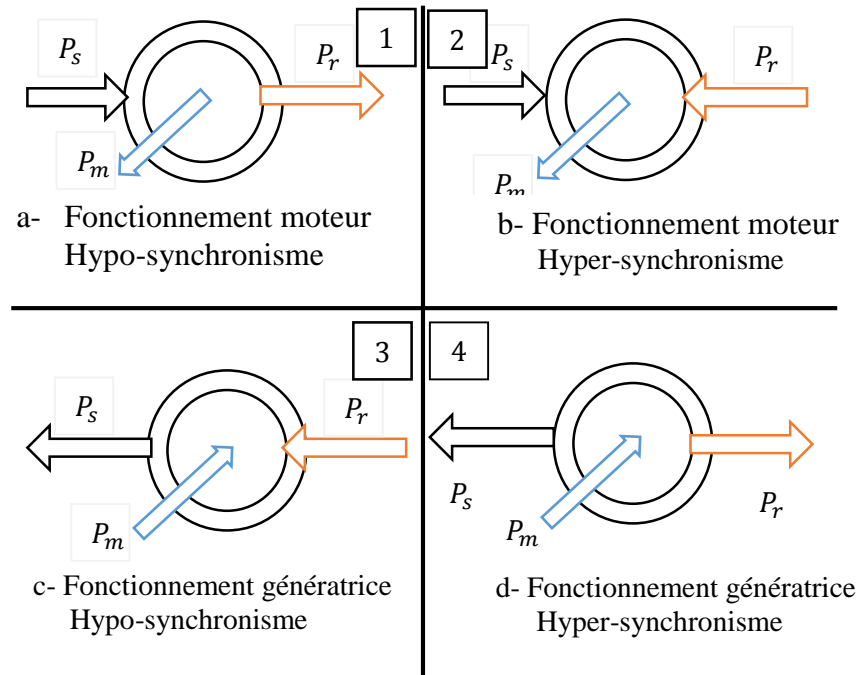 P_s
P_r
1
P_m
a- Fonctionnement moteur
Hypo-synchronisme
2
P_s
P_r
P_m
b- Fonctionnement moteur
Hyper-synchronisme
3
P_s
P_r
P_m
c- Fonctionnement génératrice
Hypo-synchronisme
4
P_s
P_m
P_r
d- Fonctionnement génératrice
Hyper-synchronisme